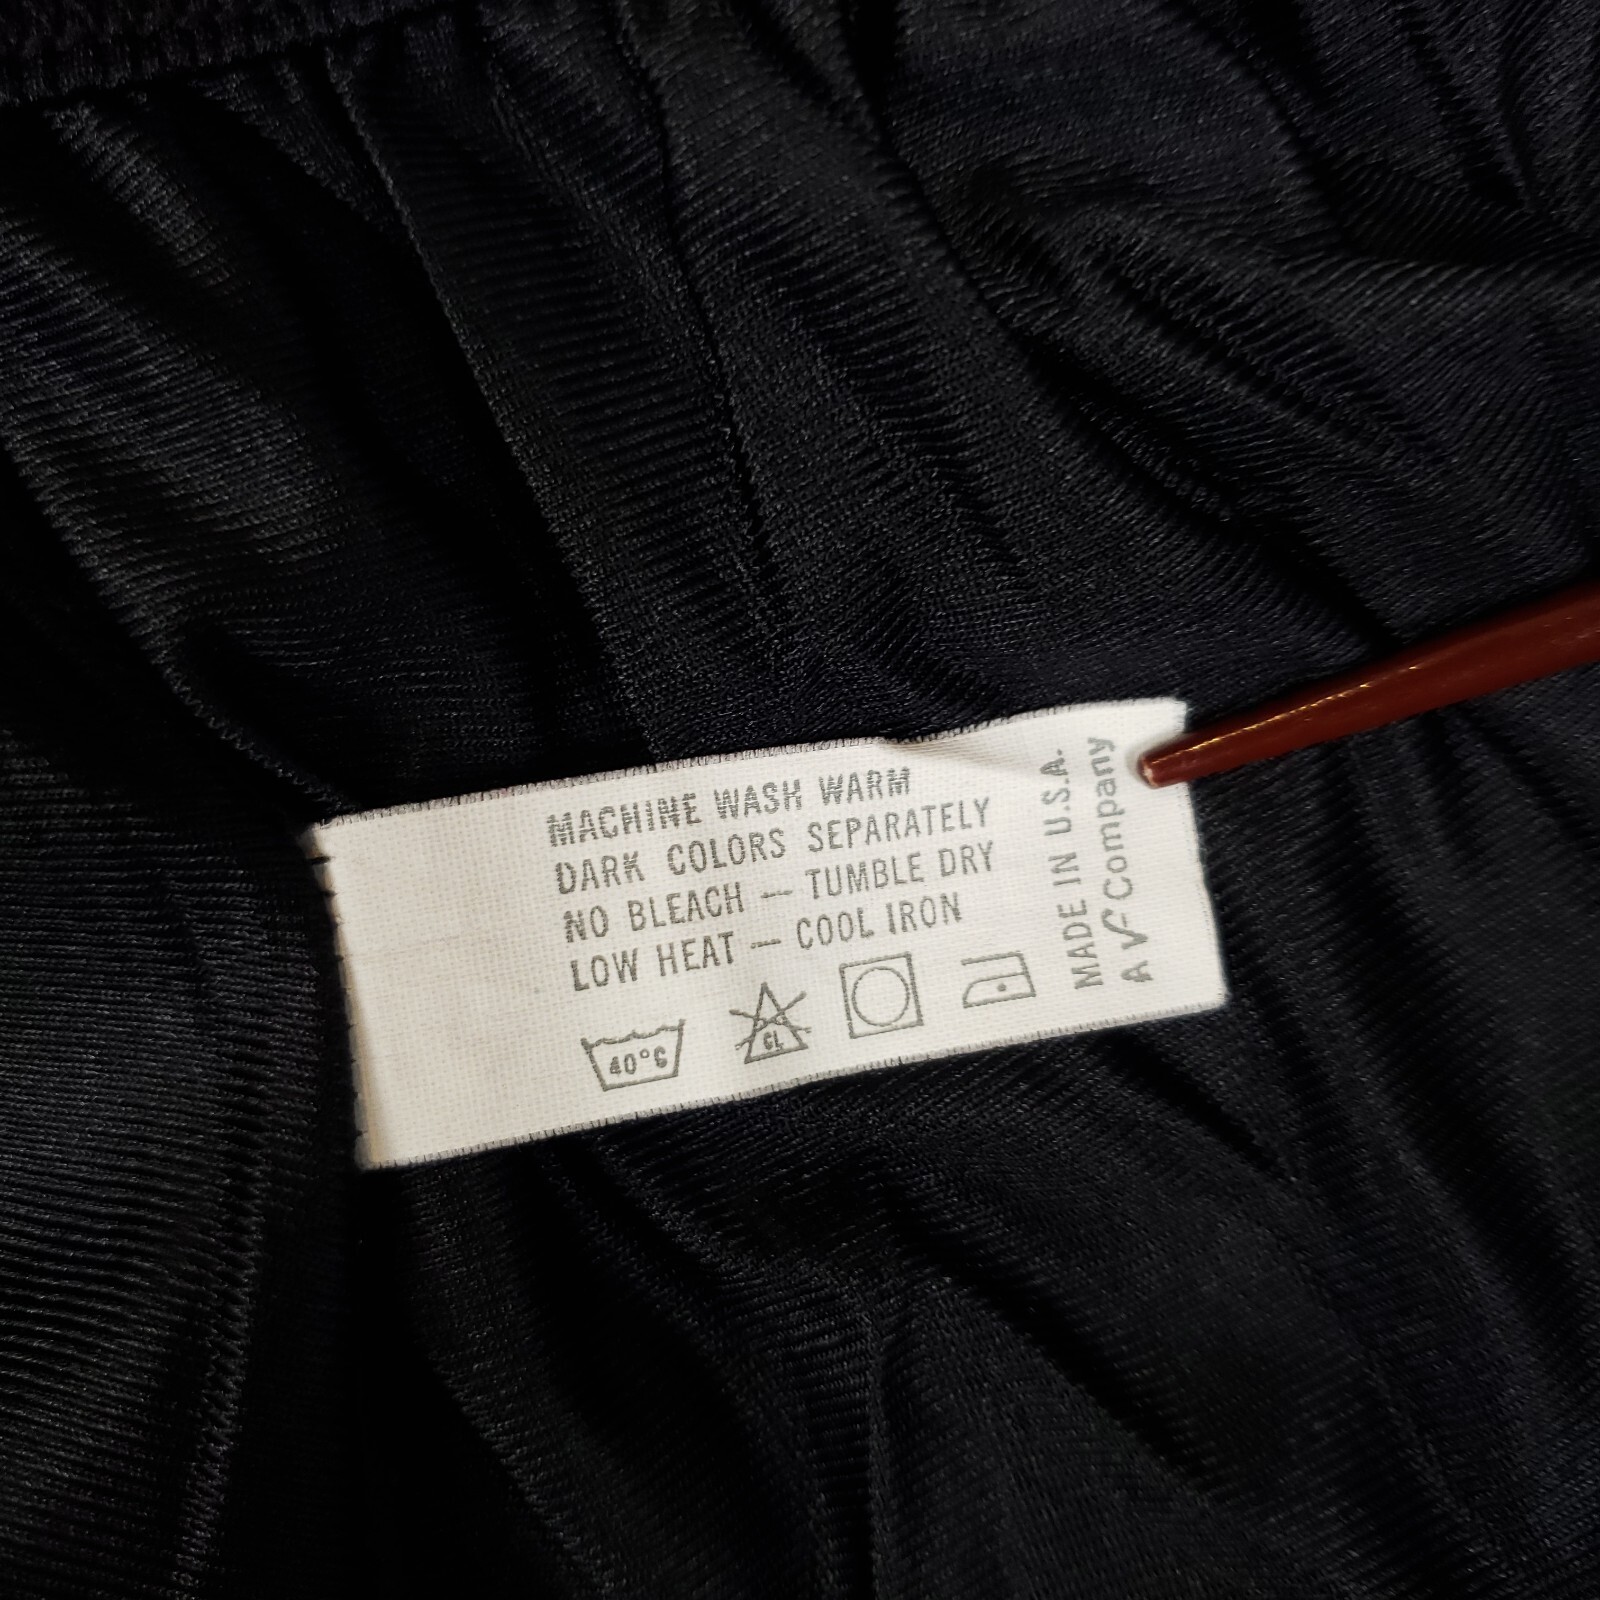 MACHINE WASH WARM
DARK COLORS SEPARATELY
NO BLEACH — TUMBLE DRY
LOW HEAT — COOL IRON
40°C
CL
MADE IN U.S.A.
A VF Company